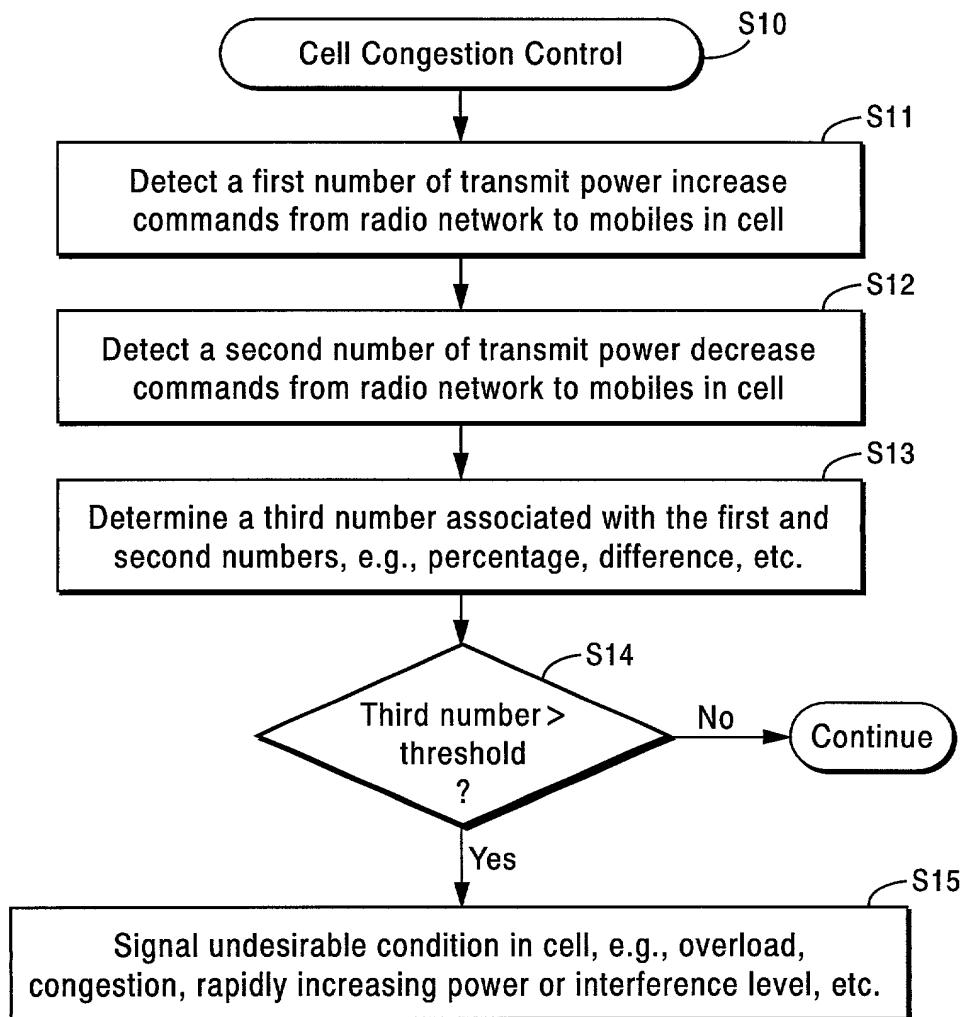 S10
Cell Congestion Control
S11
Detect a first number of transmit power increase
commands from radio network to mobiles in cell
S12
Detect a second number of transmit power decrease
commands from radio network to mobiles in cell
S13
Determine a third number associated with the first and
second numbers, e.g., percentage, difference, etc.
S14
Third number >
threshold
?
No
Continue
Yes
S15
Signal undesirable condition in cell, e.g., overload,
congestion, rapidly increasing power or interference level, etc.